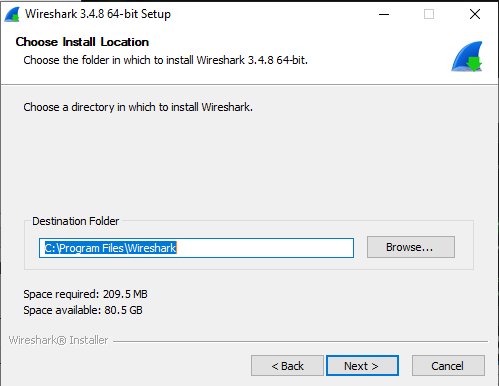 Wireshark 3.4.8 64-bit Setup
Choose Install Location
Choose the folder in which to install Wireshark 3.4.8 64-bit.
Choose a directory in which to install Wireshark.
Destination Folder
C:\Program Files\Wireshark
Browse...
Space required: 209.5 MB
Space available: 80.5 GB
Wireshark® Installer
< Back
Next >
Cancel